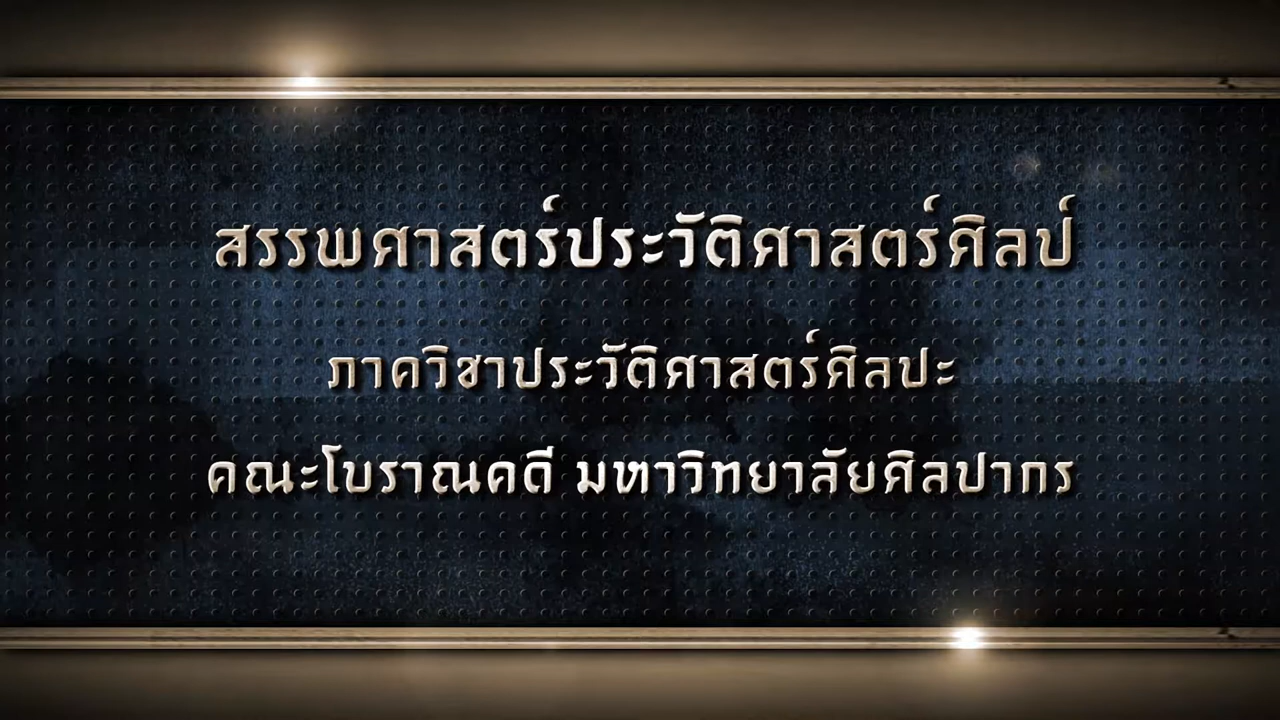 สรรพศาสตร์ประวัติศาสตร์ศิลป์
ภาควิชาประวัติศาสตร์ศิลปะ
คณะโบราณคดี มหาวิทยาลัยศิลปากร